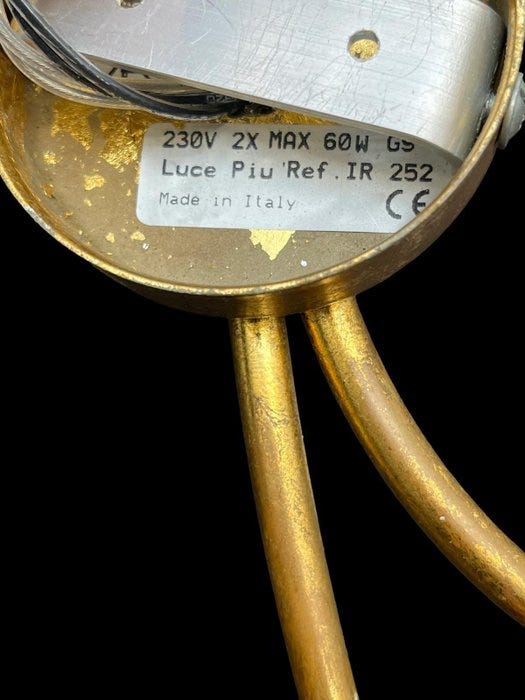 230V 2X MAX 60W G9
Luce Piu' Ref. IR 252
Made in Italy CE